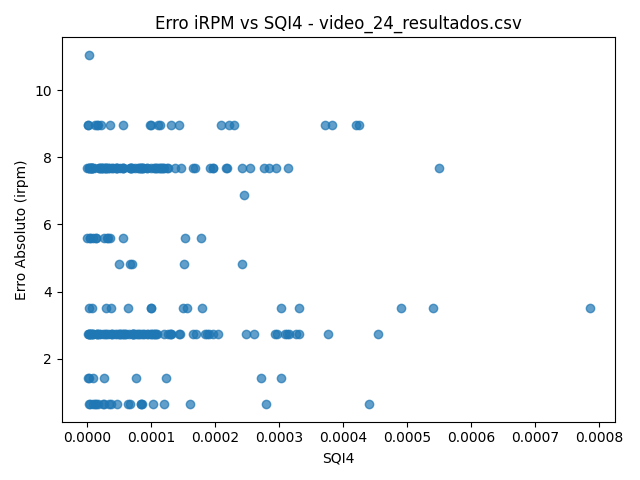 Erro iRPM vs SQI4 - video_24_resultados.csv
Erro Absoluto (irpm)
10
8
6
4
2
0.0000 0.0001 0.0002 0.0003 0.0004 0.0005 0.0006 0.0007 0.0008
SQI4